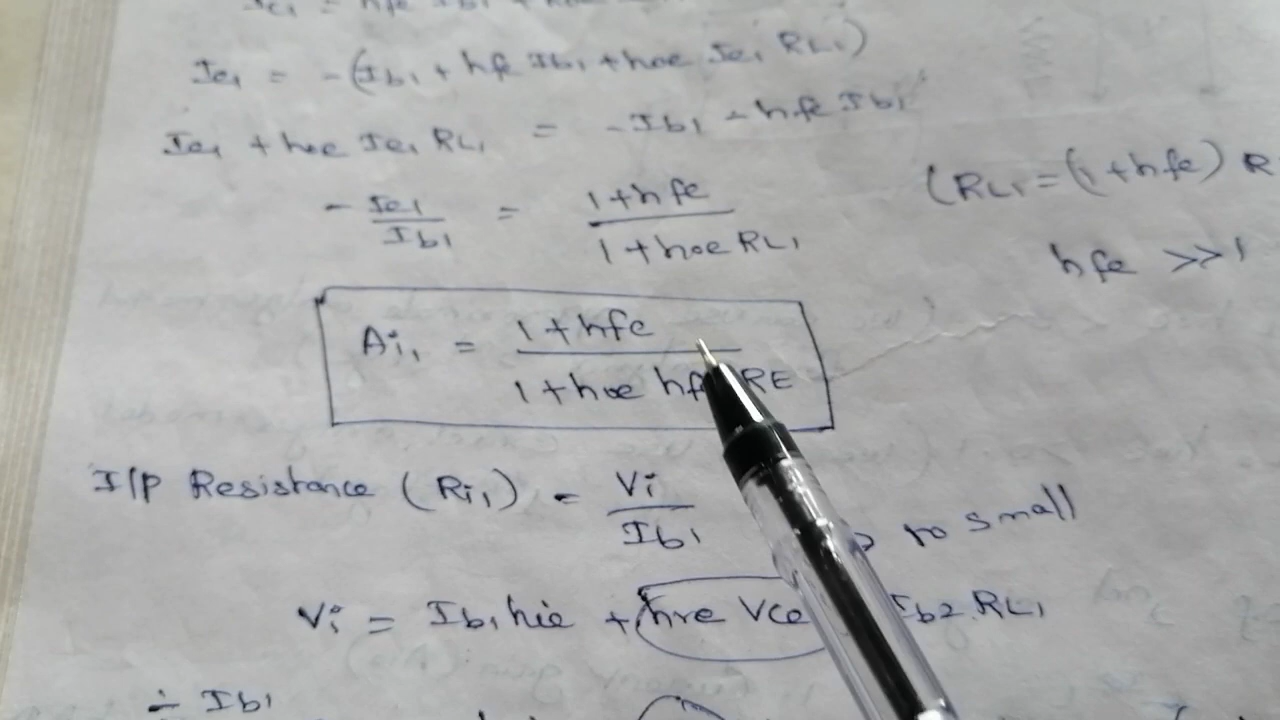 Ie1 = -(Ib1 + hfe Ib1 + hoe Ie1 RL1)
Ie1 + hoe Ie1 RL1 = -Ib1 - hfe Ib1
- Ie1 / Ib1 = 1 + hfe / 1 + hoe RL1
(RL1 = (1 + hfe) R
hfe >> 1
Ai1 = 1 + hfe / 1 + hoe hf RE
I/P Resistance (Ri1) = Vi / Ib1
to small
Vi = Ib1 hie + hre Vce Ib2 RL1
÷ Ib1